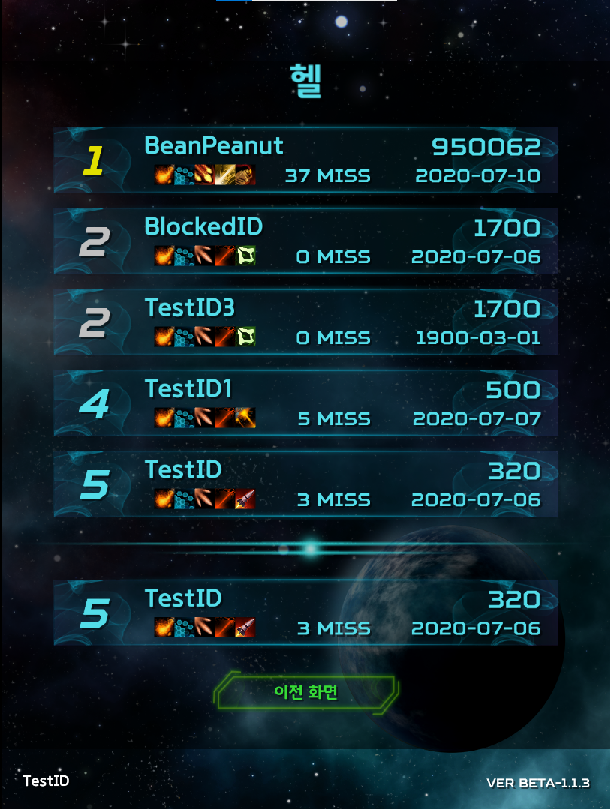 헬
1
BeanPeanut 950062
37 MISS 2020-07-10
2
BlockedID 1700
0 MISS 2020-07-06
2
TestID3 1700
0 MISS 1900-03-01
4
TestID1 500
5 MISS 2020-07-07
5
TestID 320
3 MISS 2020-07-06
5
TestID 320
3 MISS 2020-07-06
이전 화면
TestID VER BETA-1.1.3